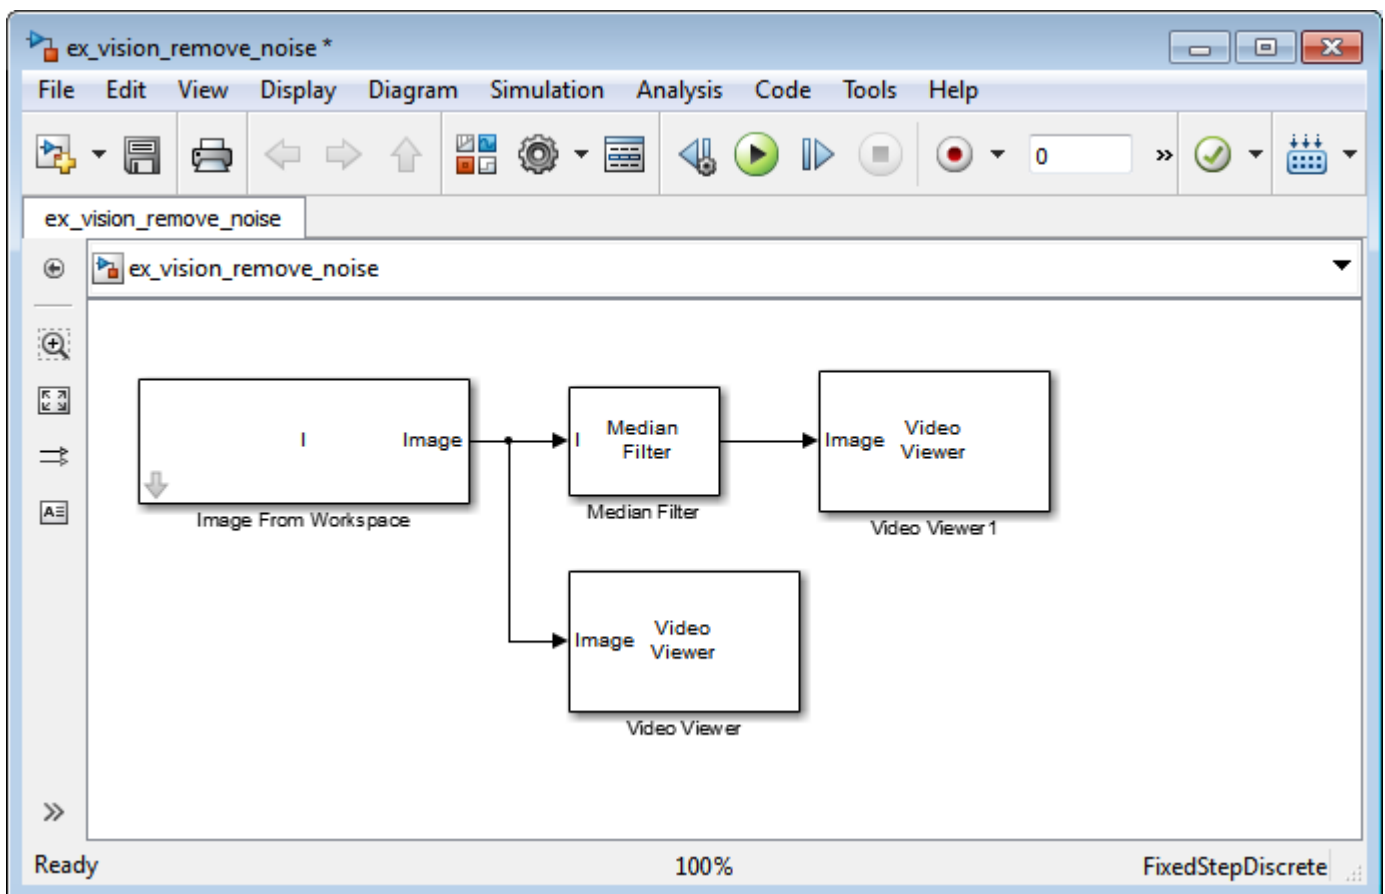 ex_vision_remove_noise *
File Edit View Display Diagram Simulation Analysis Code Tools Help
0 »
ex_vision_remove_noise
ex_vision_remove_noise
I Image
Image From Workspace
I Median
Filter
Median Filter
Image Video
Viewer
Video Viewer1
Image Video
Viewer
Video Viewer
A
»
Ready 100% FixedStepDiscrete